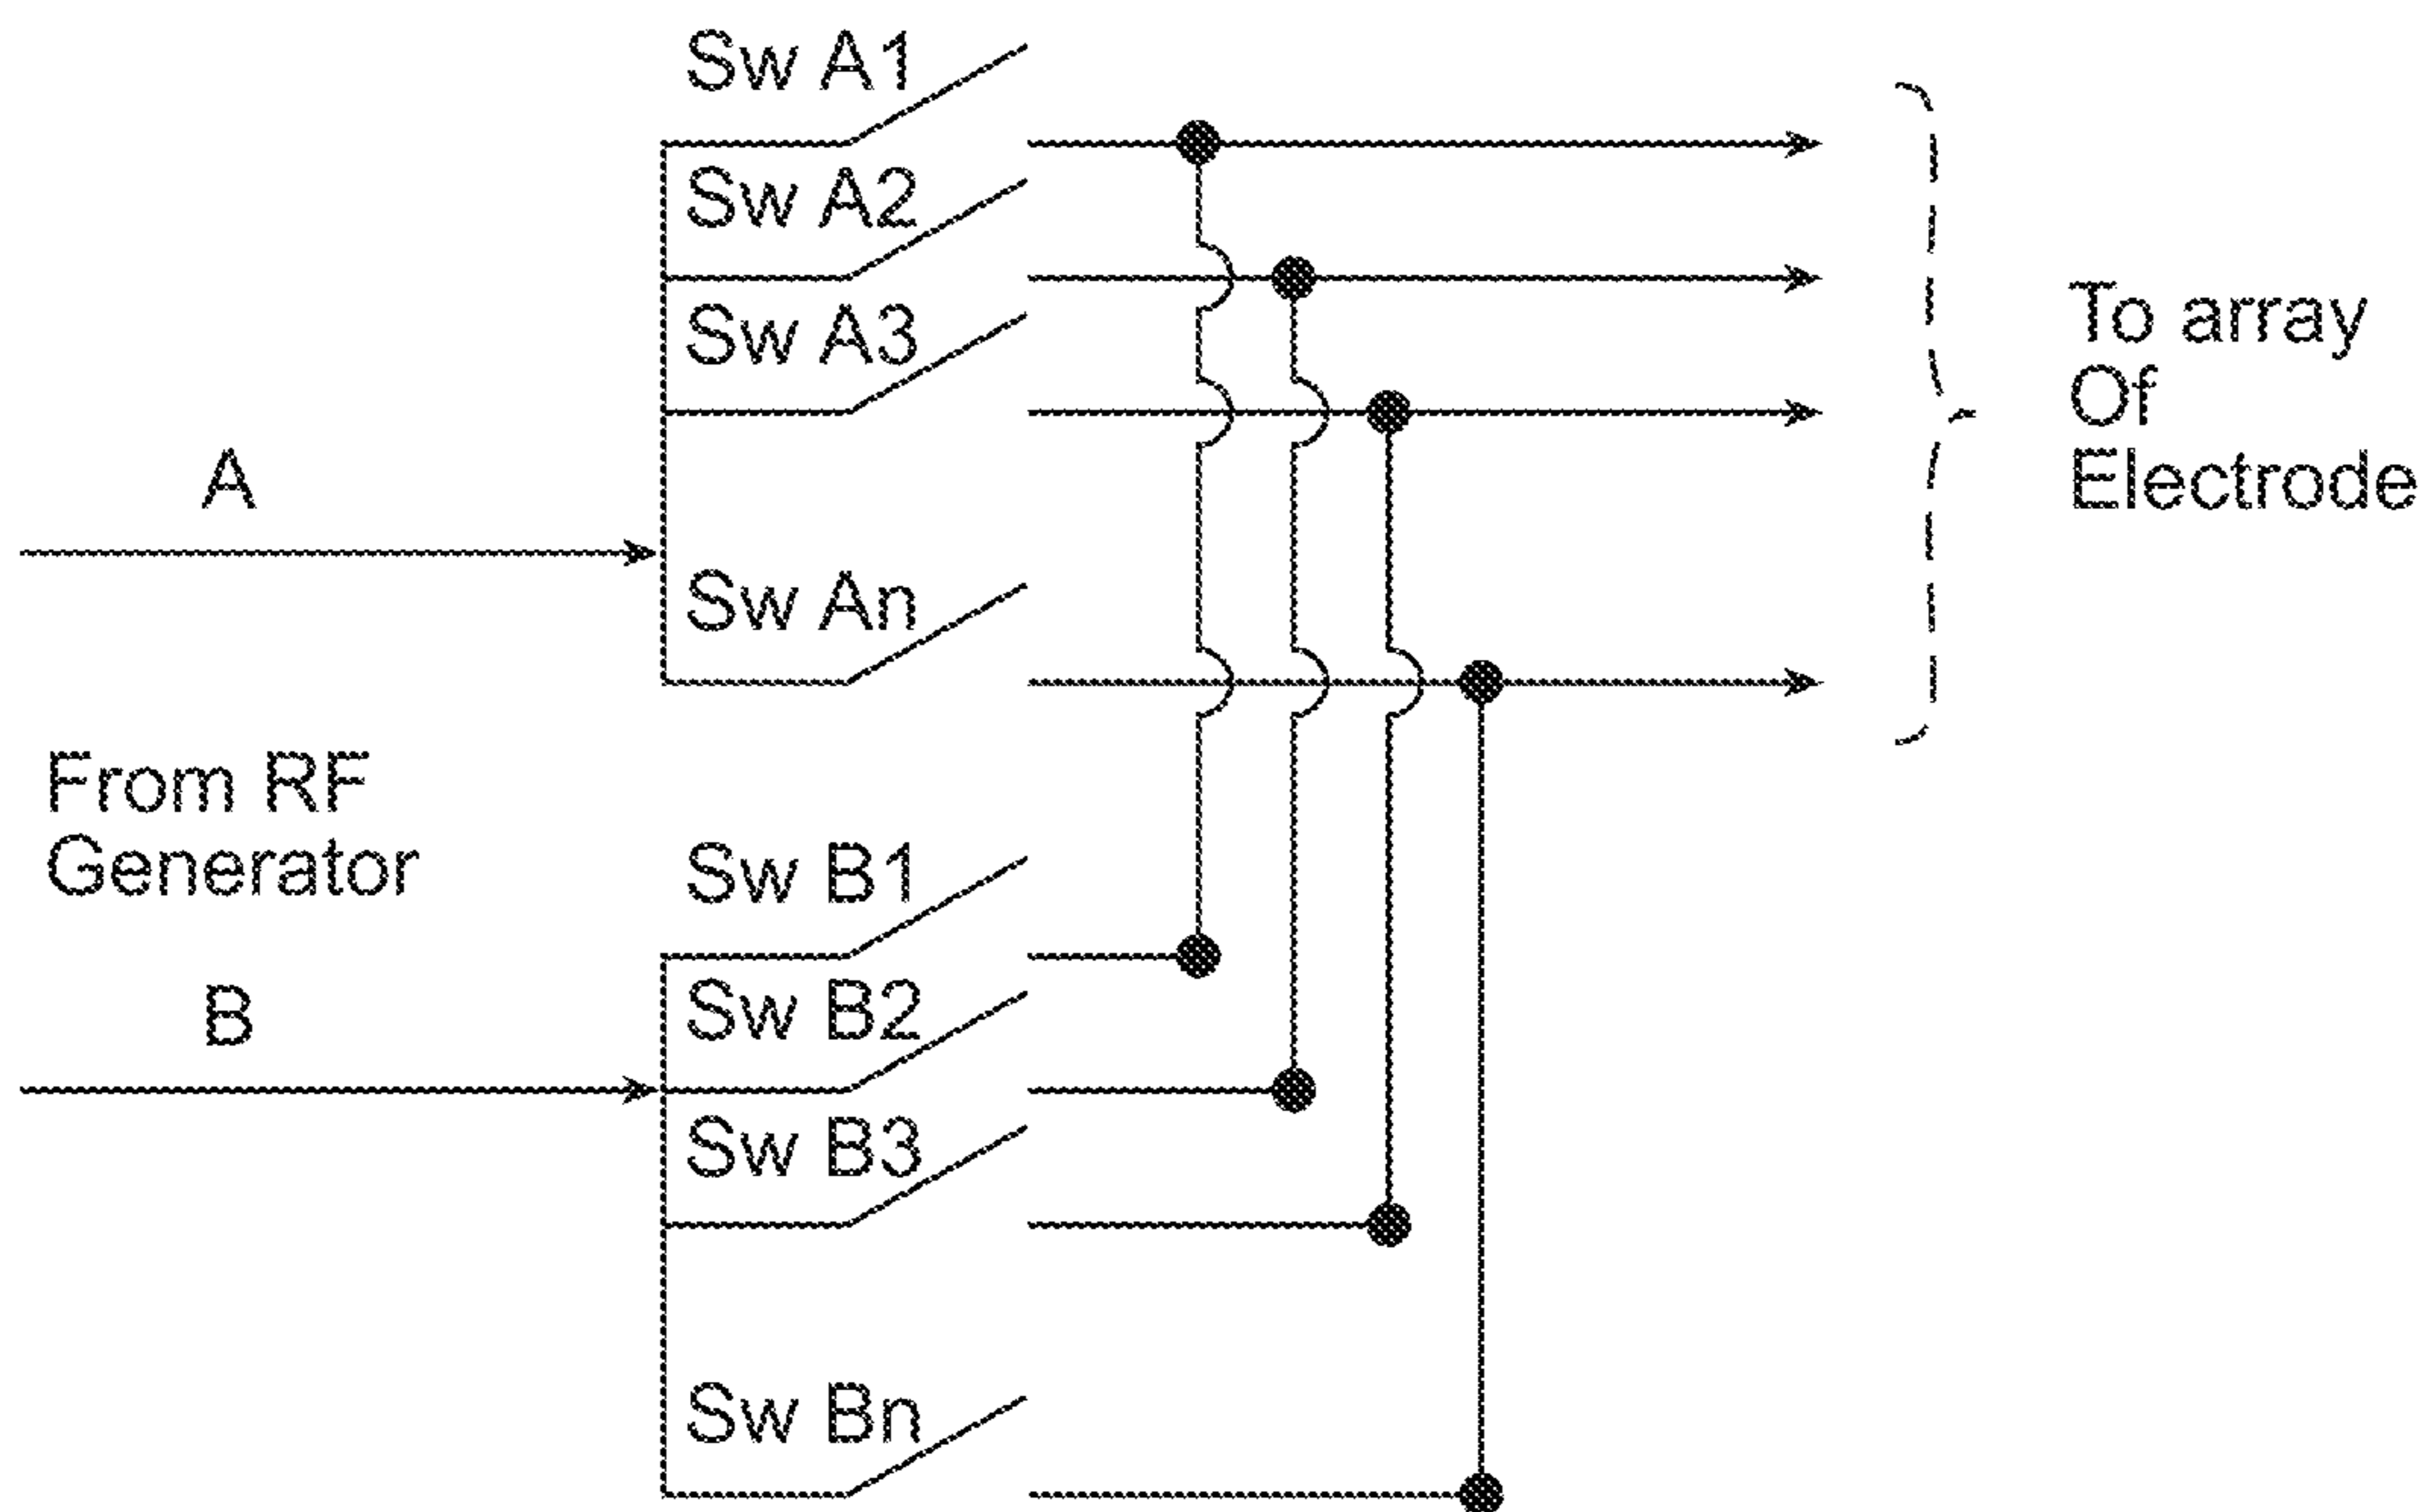 Sw A1
Sw A2
Sw A3
A
Sw An
To array
Of
Electrode
From RF
Generator
Sw B1
B
Sw B2
Sw B3
Sw Bn